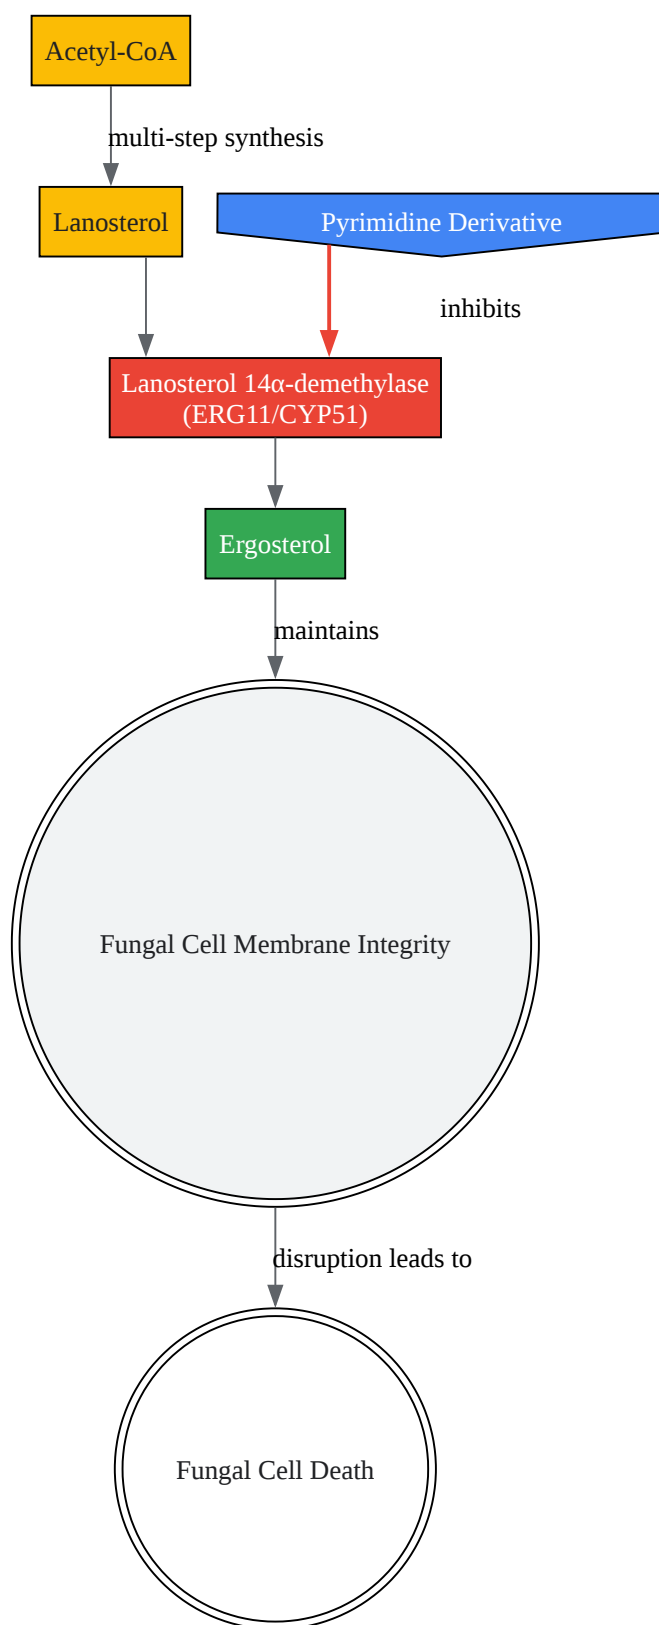 Acetyl-CoA
multi-step synthesis
Lanosterol
Pyrimidine Derivative
inhibits
Lanosterol 14α-demethylase
(ERG11/CYP51)
Ergosterol
maintains
Fungal Cell Membrane Integrity
disruption leads to
Fungal Cell Death